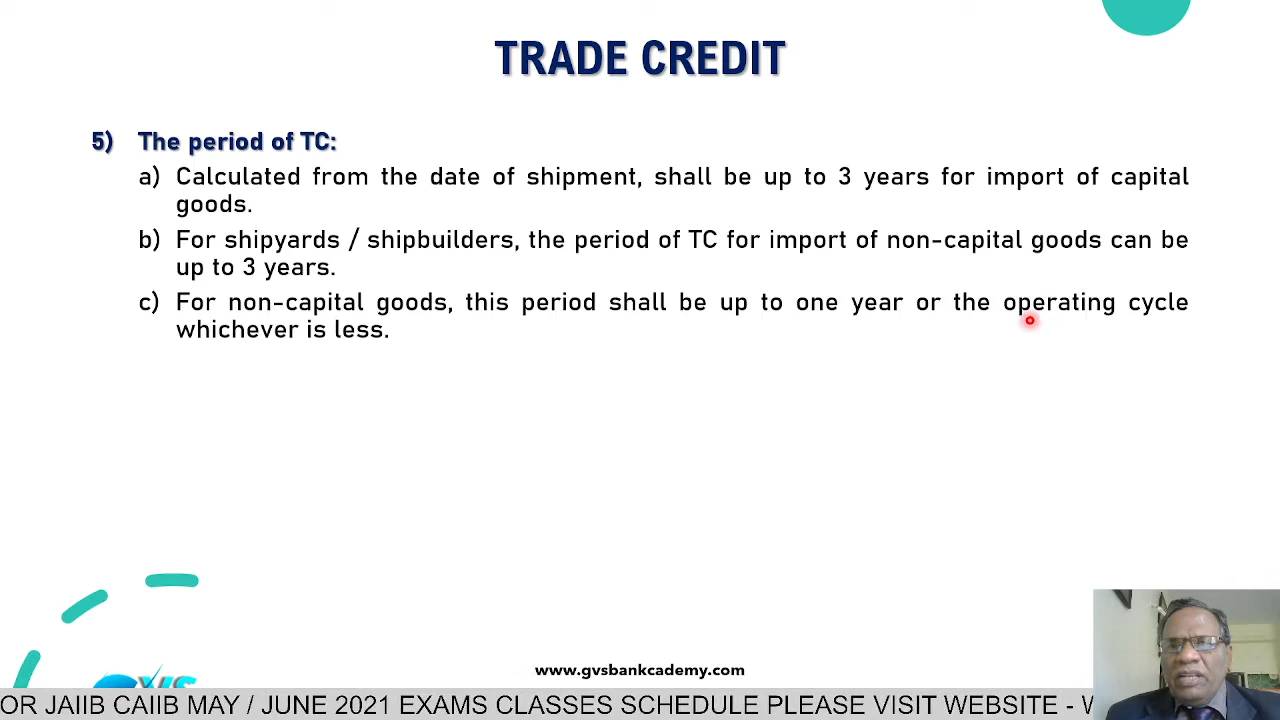 TRADE CREDIT
5) The period of TC:
a) Calculated from the date of shipment, shall be up to 3 years for import of capital
goods.
b) For shipyards / shipbuilders, the period of TC for import of non-capital goods can be
up to 3 years.
c) For non-capital goods, this period shall be up to one year or the operating cycle
whichever is less.
www.gvsbankcademy.com
GVS
OR JAIIB CAIIB MAY / JUNE 2021 EXAMS CLASSES SCHEDULE PLEASE VISIT WEBSITE -